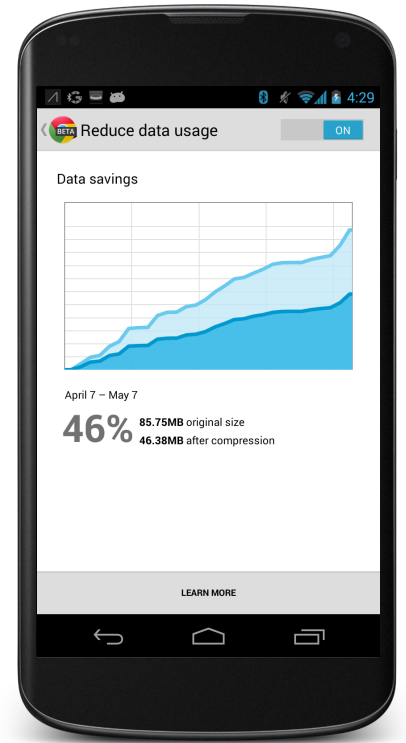 4:29
BETA
Reduce data usage
ON
Data savings
April 7 – May 7
46%
85.75MB original size
46.38MB after compression
LEARN MORE